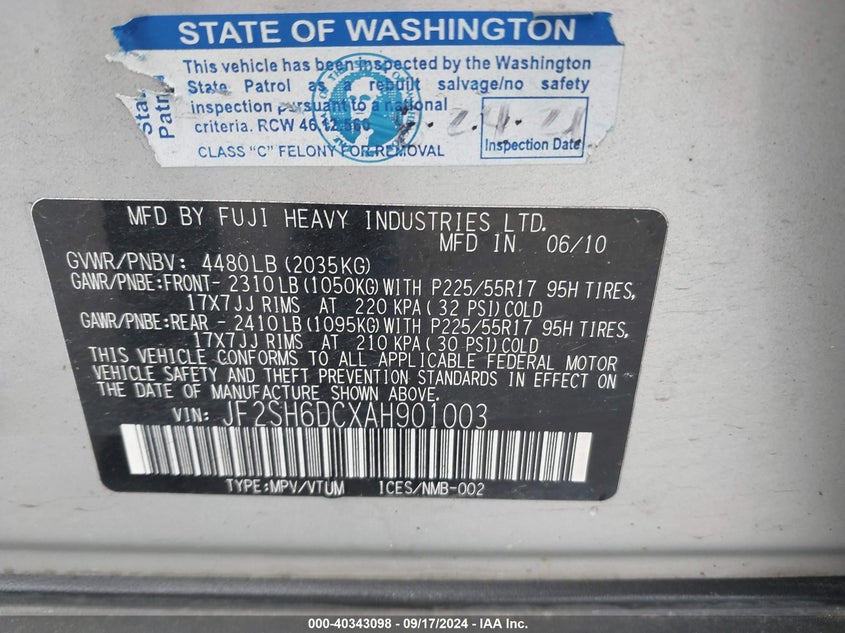 STATE OF WASHINGTON
This vehicle has been inspected by the Washington
State Patrol as a rebuilt salvage/no safety
inspection pursuant to a national
criteria. RCW 46.12.560
CLASS "C" FELONY FOR REMOVAL
Inspection Date
MFD BY FUJI HEAVY INDUSTRIES LTD.
MFD IN 06/10
GVWR/PNBV: 4480LB (2035KG)
GAWR/PNBE:FRONT- 2310LB (1050KG) WITH P225/55R17 95H TIRES,
17X7JJ RIMS AT 220 KPA ( 32 PSI) COLD
GAWR/PNBE:REAR - 2410LB (1095KG) WITH P225/55R17 95H TIRES,
17X7JJ RIMS AT 210 KPA ( 30 PSI) COLD
THIS VEHICLE CONFORMS TO ALL APPLICABLE FEDERAL MOTOR
VEHICLE SAFETY AND THEFT PREVENTION STANDARDS IN EFFECT ON
THE DATE OF MANUFACTURE SHOWN ABOVE.
VIN: JF2SH6DCXAH901003
TYPE:MPV/VTUM ICES/NMB-002
000-40343098 - 09/17/2024 - IAA Inc.